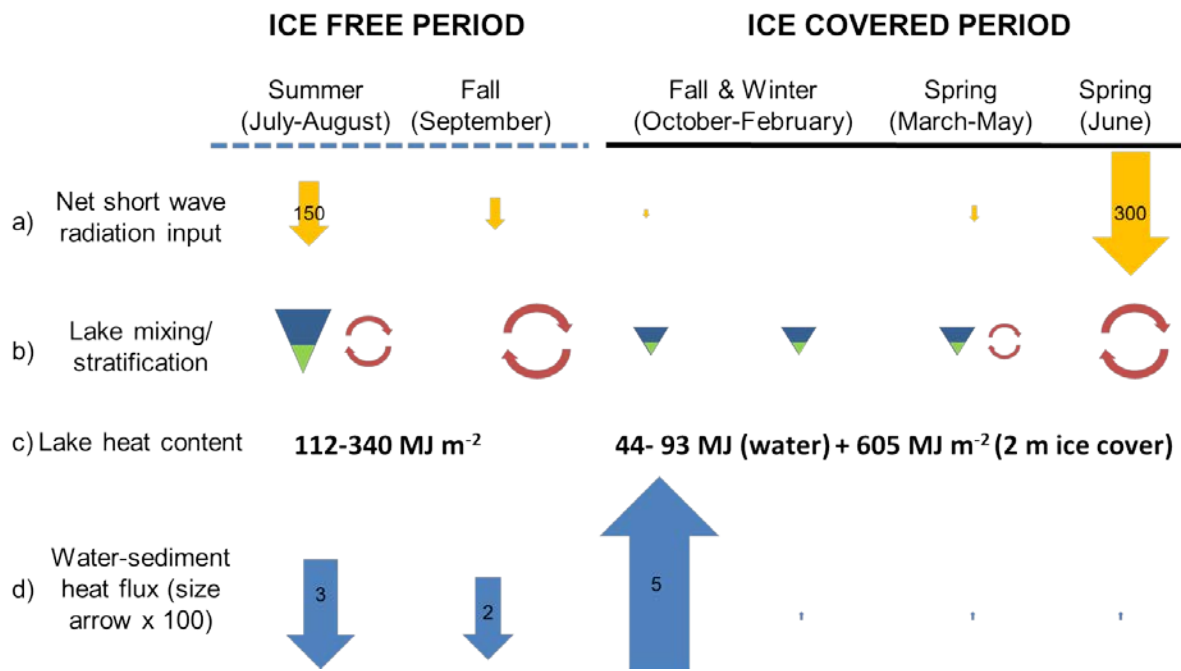 ICE FREE PERIOD
ICE COVERED PERIOD
Summer
(July-August)
Fall
(September)
Fall & Winter
(October-February)
Spring
(March-May)
Spring
(June)
a) Net short wave
radiation input
150
300
b) Lake mixing/
stratification
c) Lake heat content
112-340 MJ m⁻²
44- 93 MJ (water) + 605 MJ m⁻² (2 m ice cover)
d) Water-sediment
heat flux (size
arrow x 100)
3
2
5